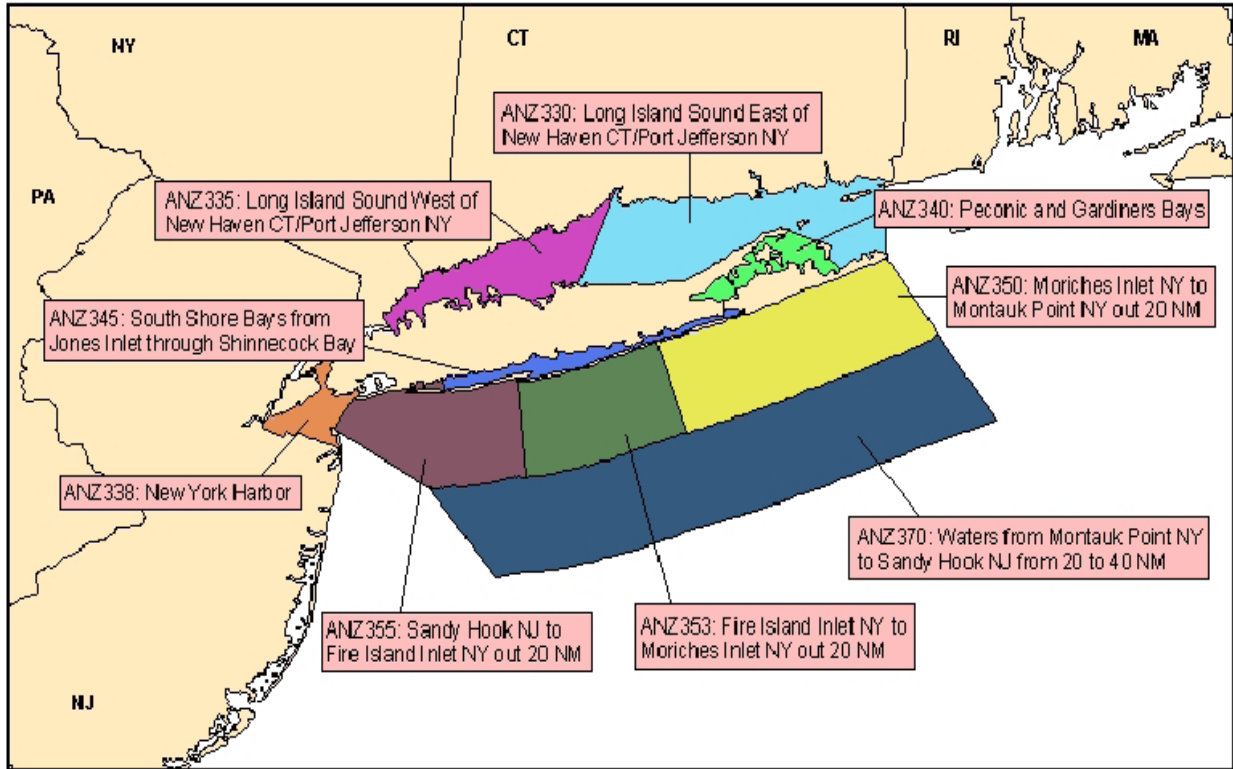 NY
CT
RI
MA
ANZ330: Long Island Sound East of
New Haven CT/Port Jefferson NY
PA
ANZ335: Long Island Sound West of
New Haven CT/Port Jefferson NY
ANZ340: Peconic and Gardiners Bays
ANZ350: Moriches Inlet NY to
Montauk Point NY out 20 NM
ANZ345: South Shore Bays from
Jones Inlet through Shinnecock Bay
ANZ338: New York Harbor
ANZ370: Waters from Montauk Point NY
to Sandy Hook NJ from 20 to 40 NM
ANZ355: Sandy Hook NJ to
Fire Island Inlet NY out 20 NM
ANZ353: Fire Island Inlet NY to
Moriches Inlet NY out 20 NM
NJ